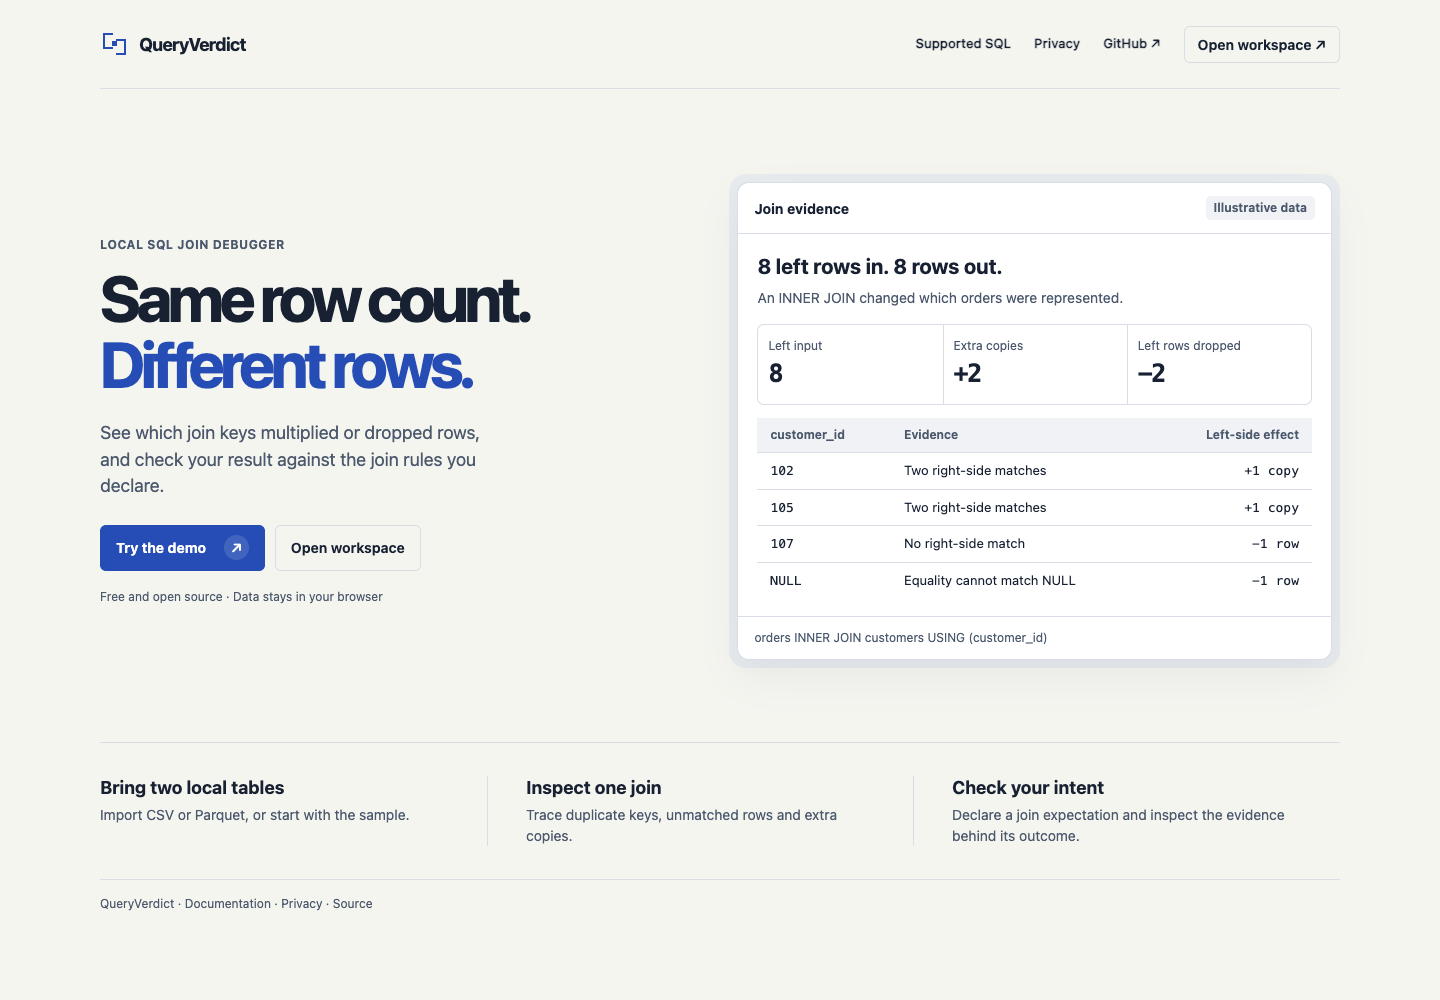 QueryVerdict
Supported SQL
Privacy
GitHub ↗
Open workspace ↗
LOCAL SQL JOIN DEBUGGER
Same row count.
Different rows.
See which join keys multiplied or dropped rows,
and check your result against the join rules you
declare.
Try the demo ↗
Open workspace
Free and open source · Data stays in your browser
Join evidence
Illustrative data
8 left rows in. 8 rows out.
An INNER JOIN changed which orders were represented.
Left input
8
Extra copies
+2
Left rows dropped
−2
customer_id Evidence Left-side effect
102 Two right-side matches +1 copy
105 Two right-side matches +1 copy
107 No right-side match −1 row
NULL Equality cannot match NULL −1 row
orders INNER JOIN customers USING (customer_id)
Bring two local tables
Import CSV or Parquet, or start with the sample.
Inspect one join
Trace duplicate keys, unmatched rows and extra
copies.
Check your intent
Declare a join expectation and inspect the evidence
behind its outcome.
QueryVerdict · Documentation · Privacy · Source